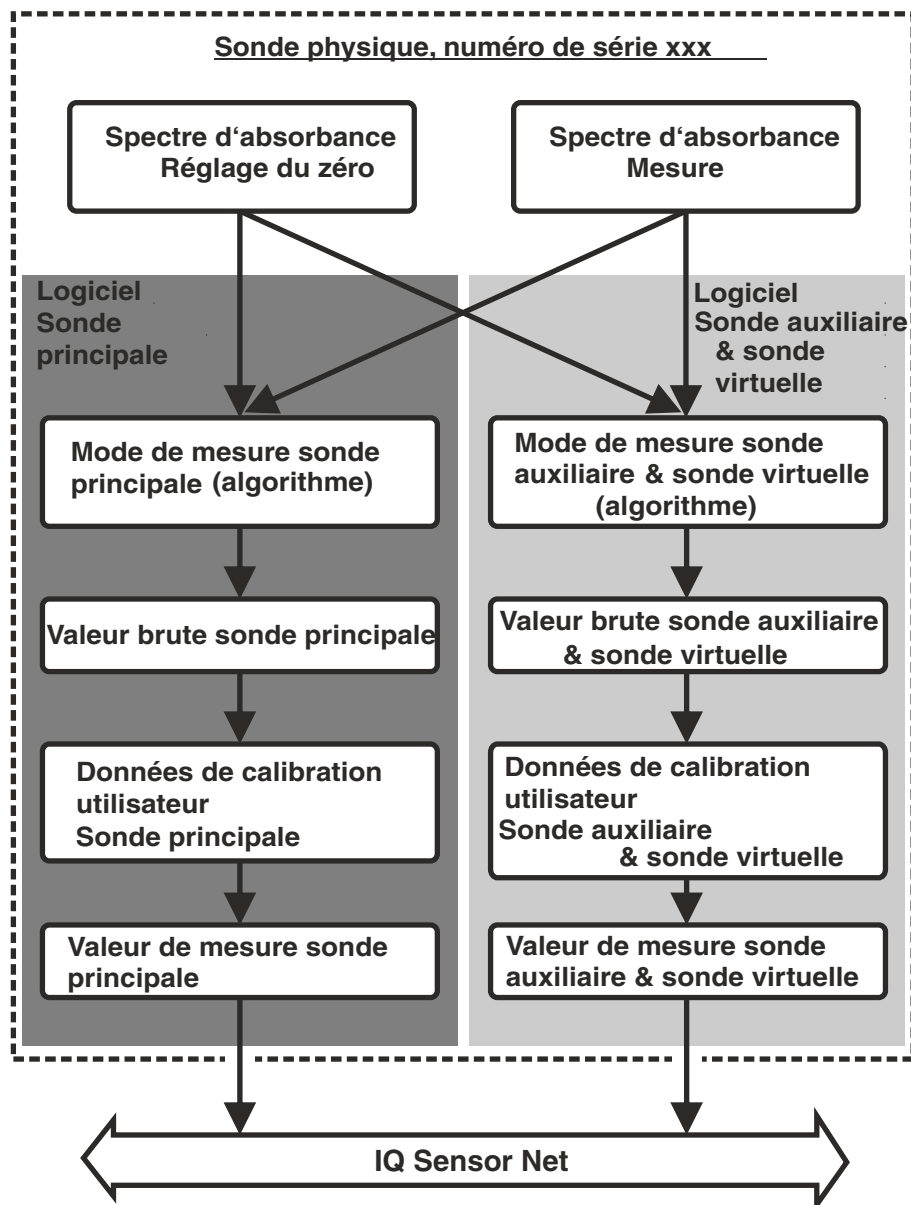 Sonde physique, numéro de série xxx
Spectre d‘absorbance
Réglage du zéro
Spectre d‘absorbance
Mesure
Logiciel
Sonde
principale
Logiciel
Sonde auxiliaire
& sonde
virtuelle
Mode de mesure sonde
principale (algorithme)
Mode de mesure sonde
auxiliaire & sonde virtuelle
(algorithme)
Valeur brute sonde principale
Valeur brute sonde auxiliaire
& sonde virtuelle
Données de calibration
utilisateur
Sonde principale
Données de calibration
utilisateur
Sonde auxiliaire
& sonde virtuelle
Valeur de mesure sonde
principale
Valeur de mesure sonde
auxiliaire & sonde virtuelle
IQ Sensor Net